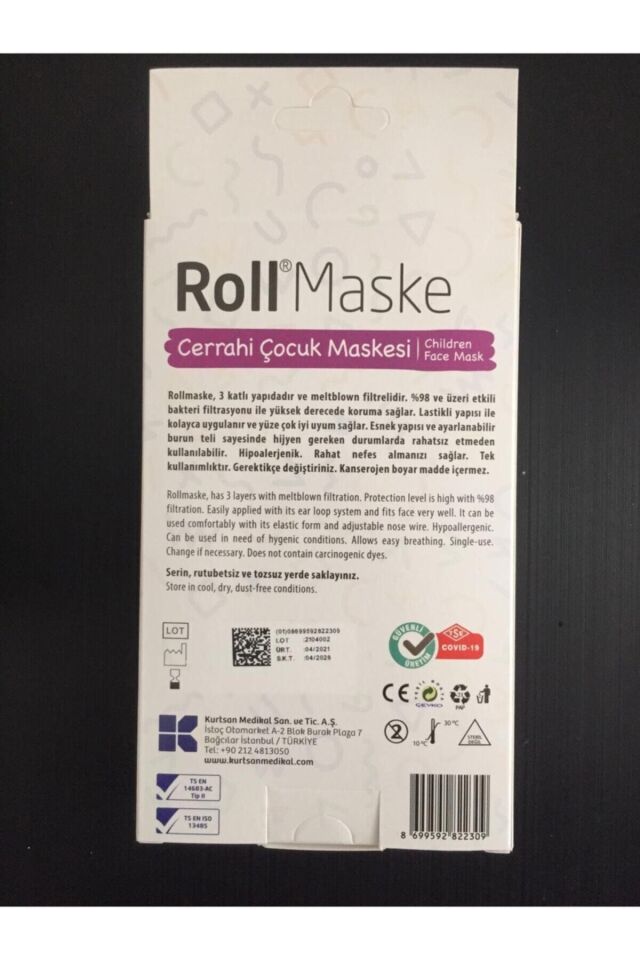 Roll® Maske
Cerrahi Çocuk Maskesi | Children
Face Mask
Rollmaske, 3 katlı yapıdadır ve meltblown filtrelidir. %98 ve üzeri etkili
bakteri filtrasyonu ile yüksek derecede koruma sağlar. Lastikli yapısı ile
kolayca uygulanır ve yüze çok iyi uyum sağlar. Esnek yapısı ve ayarlanabilir
burun teli sayesinde hijyen gereken durumlarda rahatsız etmeden
kullanılabilir. Hipoalerjenik. Rahat nefes almanızı sağlar. Tek
kullanımlıktır. Gerektikçe değiştiriniz. Kanserojen boyar madde içermez.
Rollmaske, has 3 layers with meltblown filtration. Protection level is high with %98
filtration. Easily applied with its ear loop system and fits face very well. It can be
used comfortably with its elastic form and adjustable nose wire. Hypoallergenic.
Can be used in need of hygenic conditions. Allows easy breathing. Single-use.
Change if necessary. Does not contain carcinogenic dyes.
Serin, rutubetsiz ve tozsuz yerde saklayınız.
Store in cool, dry, dust-free conditions.
LOT
(01)08699592822309
LOT :2104002
ÜRT. :04/2021
S.K.T. :04/2026
GÜVENLİ
ÜRETİM
TSE
COVID-19
CE
ÇEVKO
22
PAP
2
10°C
30°C
STERİL
DEĞİL
Kurtsan Medikal San. ve Tic. A.Ş.
İstoç Otomarket A-2 Blok Burak Plaza 7
Bağcılar İstanbul / TÜRKİYE
Tel: +90 212 4813050
www.kurtsanmedikal.com
TS EN
14683-AC
Tip II
TS EN ISO
13485
8 699592 822309